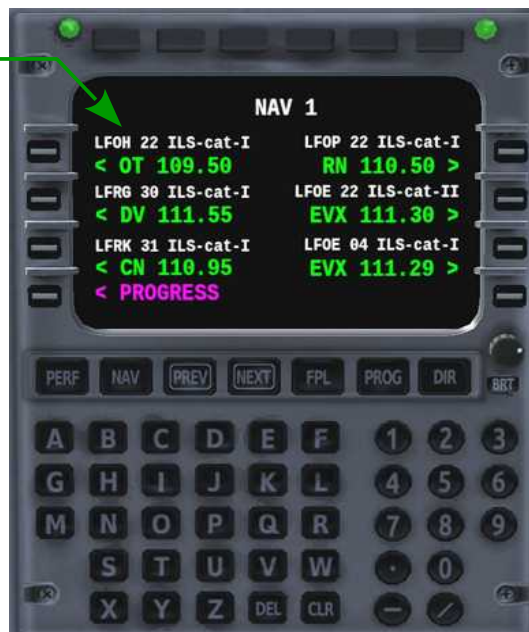 NAV 1
LFOH 22 ILS-cat-I LFOP 22 ILS-cat-I
< OT 109.50 RN 110.50 >
LFRG 30 ILS-cat-I LFOE 22 ILS-cat-II
< DV 111.55 EVX 111.30 >
LFRK 31 ILS-cat-I LFOE 04 ILS-cat-I
< CN 110.95 EVX 111.29 >
< PROGRESS
PERF NAV PREV NEXT FPL PROG DIR BRT
A B C D E F 1 2 3
G H I J K L 4 5 6
M N O P Q R 7 8 9
S T U V W · 0
X Y Z DEL CLR − /